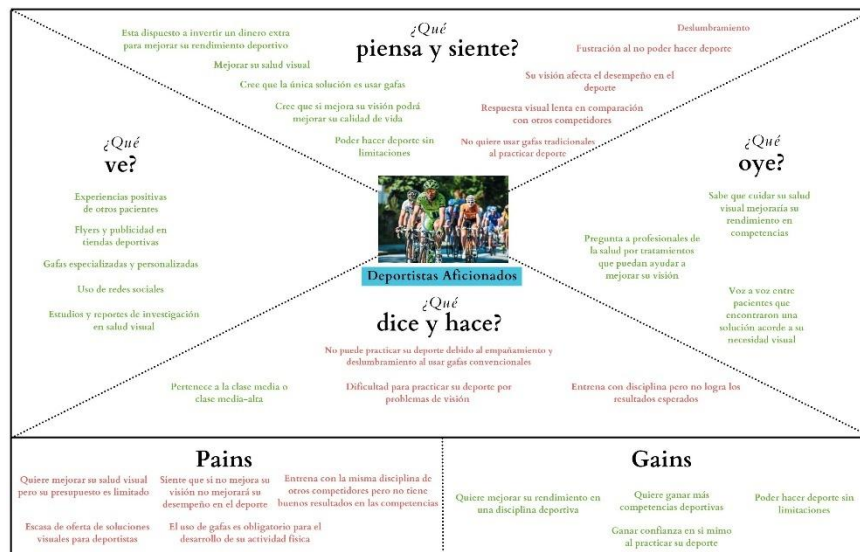 ¿Qué
piensa y siente?
Esta dispuesto a invertir un dinero extra
para mejorar su rendimiento deportivo
Mejorar su salud visual
Cree que la única solución es usar gafas
Cree que si mejora su visión podrá
mejorar su calidad de vida
Poder hacer deporte sin
limitaciones
Deslumbramiento
Fustración al no poder hacer deporte
Su visión afecta el desempeño en el
deporte
Respuesta visual lenta en comparación
con otros competidores
No quiere usar gafas tradicionales
al practicar deporte
¿Qué
ve?
Experiencias positivas
de otros pacientes
Flyers y publicidad en
tiendas deportivas
Gafas especializadas y personalizadas
Uso de redes sociales
Estudios y reportes de investigación
en salud visual
¿Qué
oye?
Sabe que cuidar su salud
visual mejoraría su
rendimiento en
competencias
Pregunta a profesionales de
la salud por tratamientos
que puedan ayudar a
mejorar su visión
Voz a voz entre
pacientes que
encontraron una
solución acorde a su
necesidad visual
Deportistas Aficionados
¿Qué
dice y hace?
No puede practicar su deporte debido al empañamiento y
deslumbramiento al usar gafas convencionales
Pertenece a la clase media o
clase media-alta
Dificultad para practicar su deporte por
problemas de visión
Entrena con disciplina pero no logra los
resultados esperados
Pains
Quiere mejorar su salud visual
pero su presupuesto es limitado
Siente que si no mejora su
visión no mejorará su
desempeño en el deporte
Entrena con la misma disciplina de
otros competidores pero no tiene
buenos resultados en las competencias
Escasa de oferta de soluciones
visuales para deportistas
El uso de gafas es obligatorio para el
desarrollo de su actividad física
Gains
Quiere mejorar su rendimiento en
una disciplina deportiva
Quiere ganar más
competencias deportivas
Poder hacer deporte sin
limitaciones
Ganar confianza en si mimo
al practicar su deporte